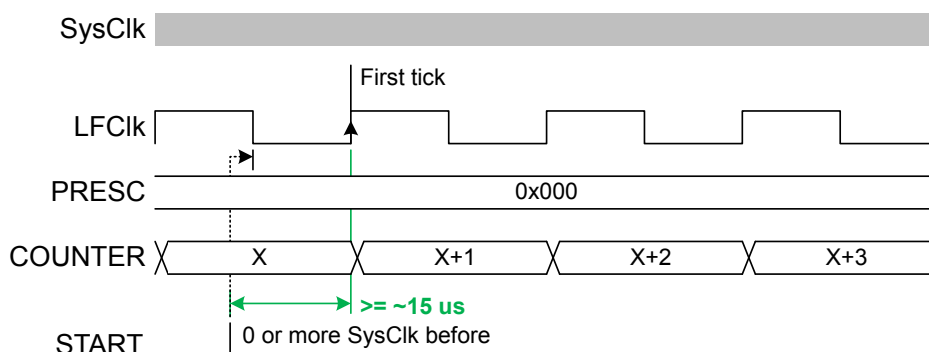 SysClk
First tick
LFClk
PRESC 0x000
COUNTER X X+1 X+2 X+3
>= ~15 us
0 or more SysClk before
START